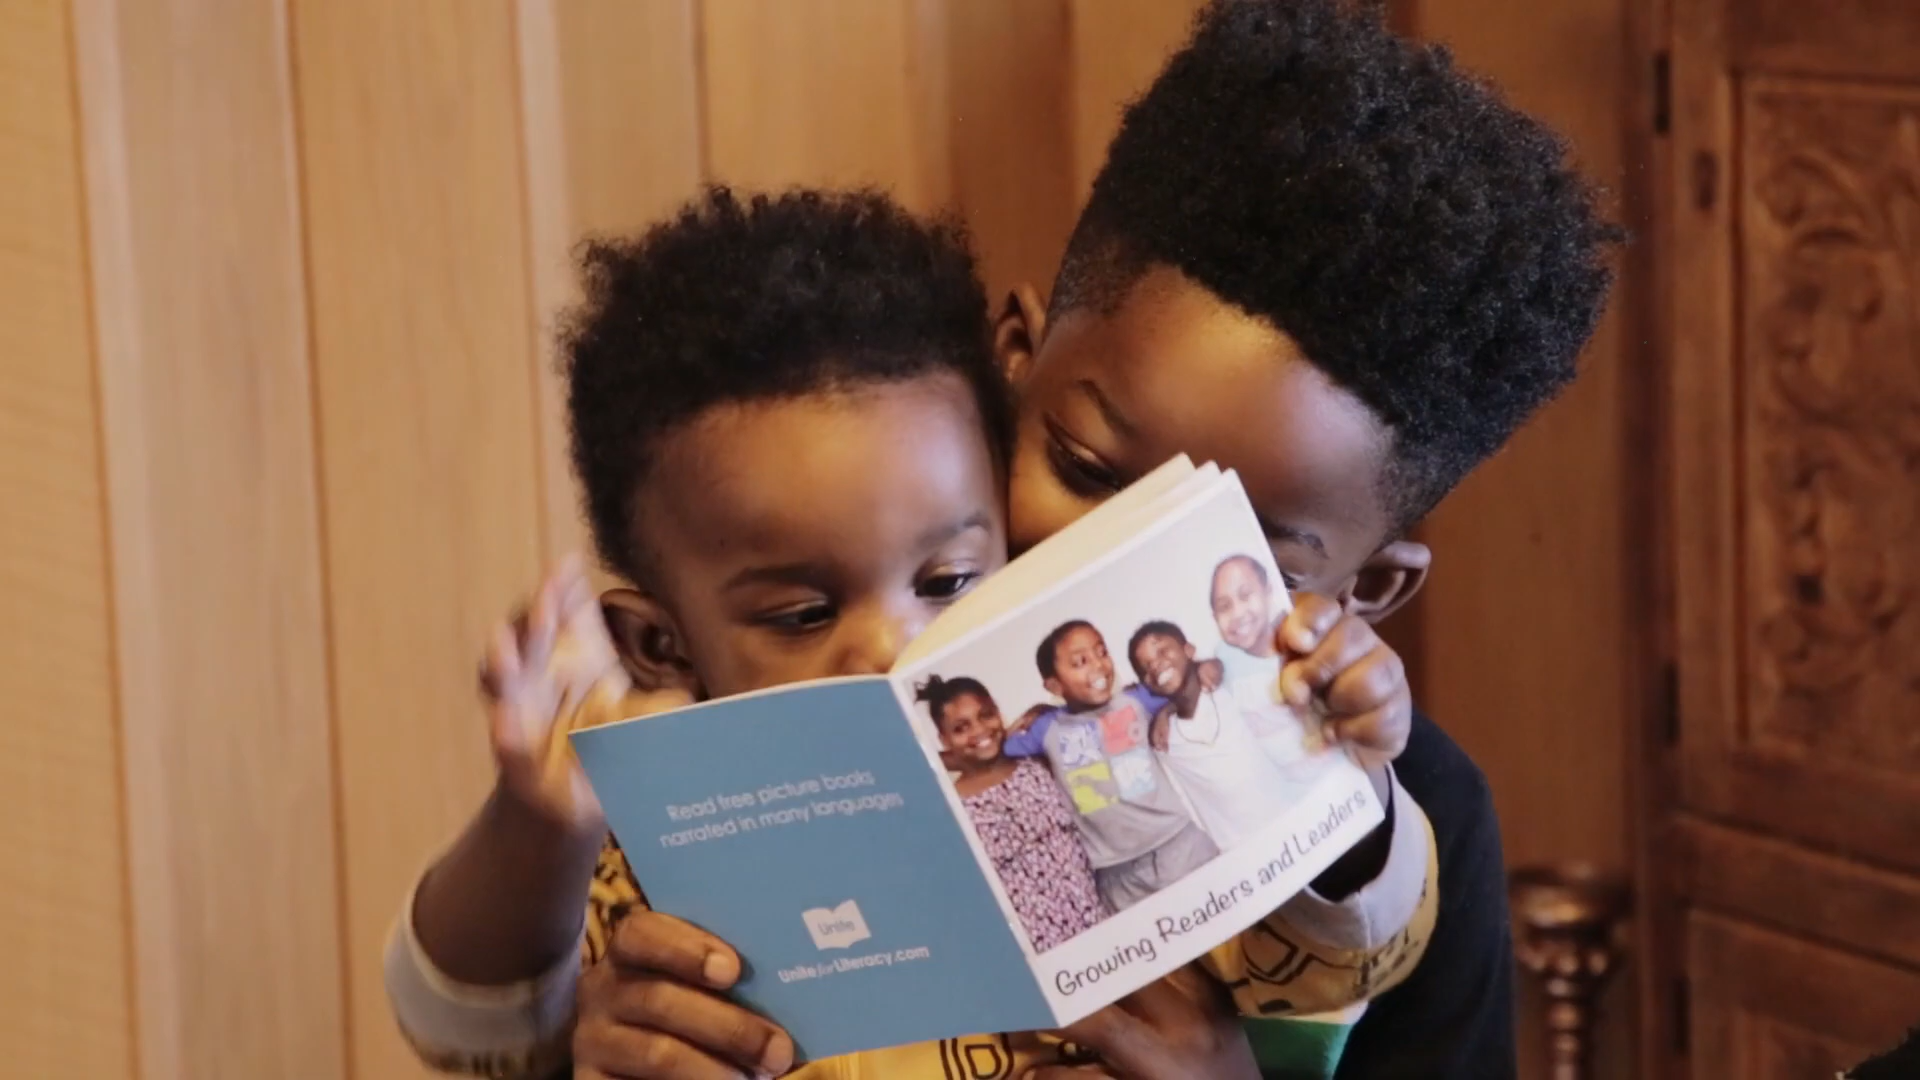 Read free picture books
narrated in many languages
Unite
UniteforLiteracy.com
Growing Readers and Leaders